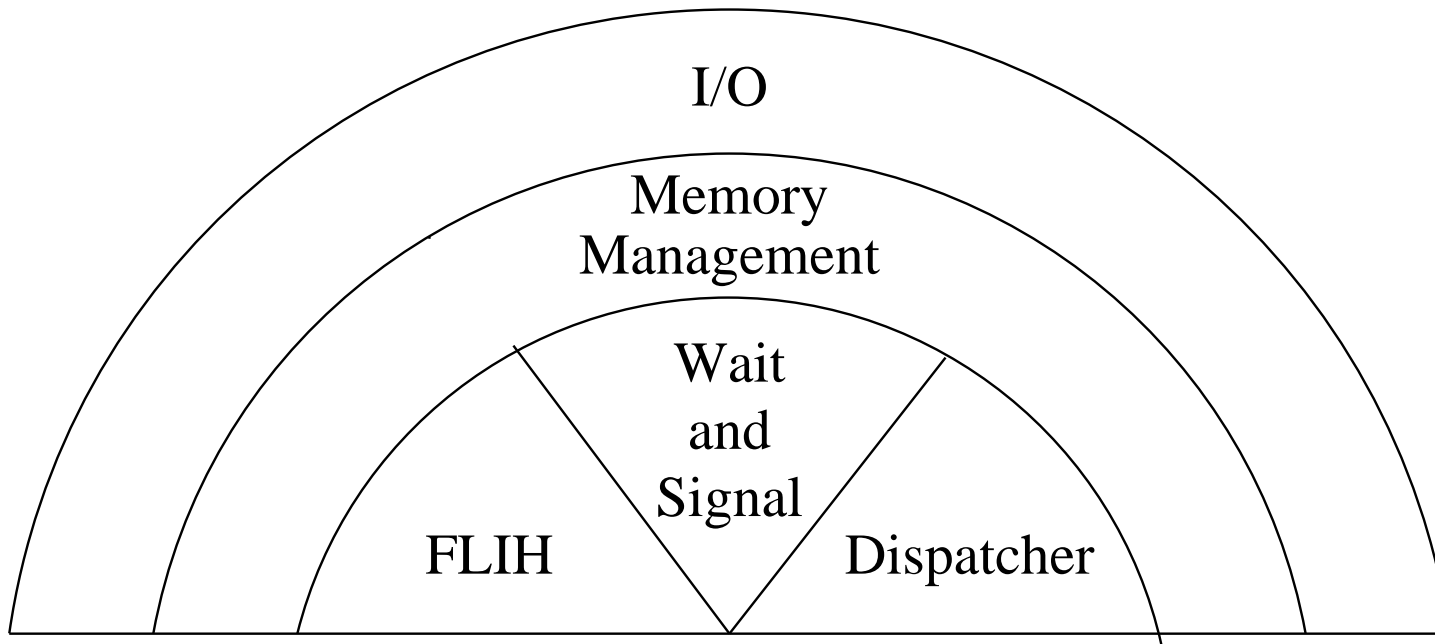 I/O
Memory
Management
Wait
and
Signal
FLIH
Dispatcher